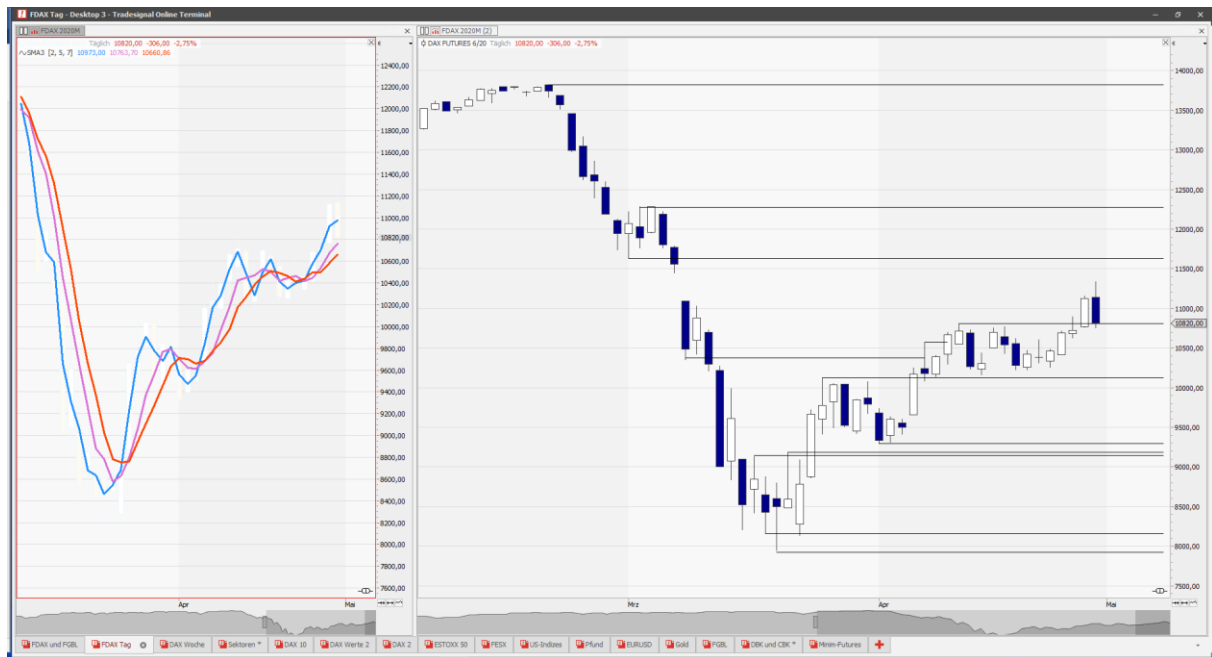 FDAX Tag - Desktop 3 - Tradesignal Online Terminal
FDAX 2020M
Täglich 10820,00 -306,00 -2,75%
SMA3 [2, 5, 7] 10973,00 10763,70 10660,86
€
12400,00
12200,00
12000,00
11800,00
11600,00
11400,00
11200,00
11000,00
10820,00
10600,00
10400,00
10200,00
10000,00
9800,00
9600,00
9400,00
9200,00
9000,00
8800,00
8600,00
8400,00
8200,00
8000,00
7800,00
7600,00
Apr
Mai
FDAX 2020M (2)
DAX FUTURES 6/20 Täglich 10820,00 -306,00 -2,75%
€
14000,00
13500,00
13000,00
12500,00
12000,00
11500,00
11000,00
10820,00
10500,00
10000,00
9500,00
9000,00
8500,00
8000,00
7500,00
Mrz
Apr
Mai
FDAX und FGBL
FDAX Tag
DAX Woche
Sektoren *
DAX 10
DAX Werte 2
DAX 2
ESTOXX 50
FESX
US-Indizes
Pfund
EURUSD
Gold
FGBL
DBK und CBK *
Minim-Futures